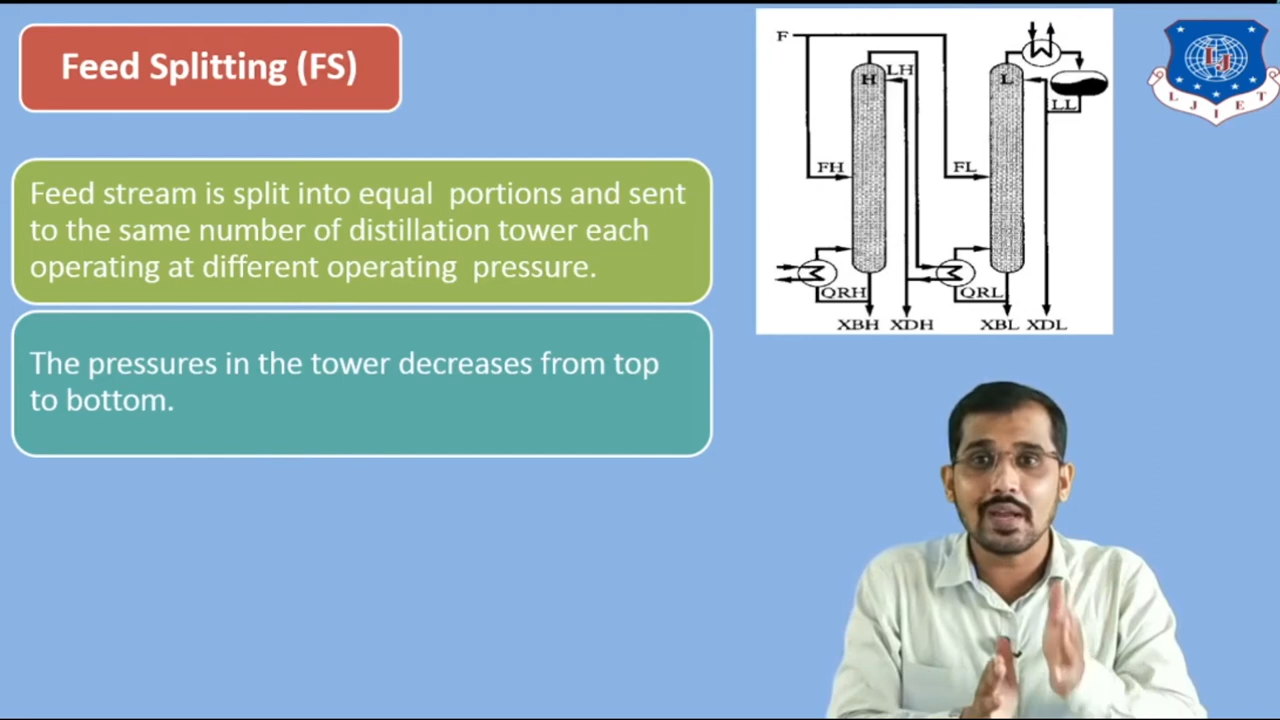 Feed Splitting (FS)
Feed stream is split into equal portions and sent
to the same number of distillation tower each
operating at different operating pressure.
The pressures in the tower decreases from top
to bottom.
F
H
LH
L
LL
FH
FL
QRH
QRL
XBH XDH XBL XDL
LJ
LJIET